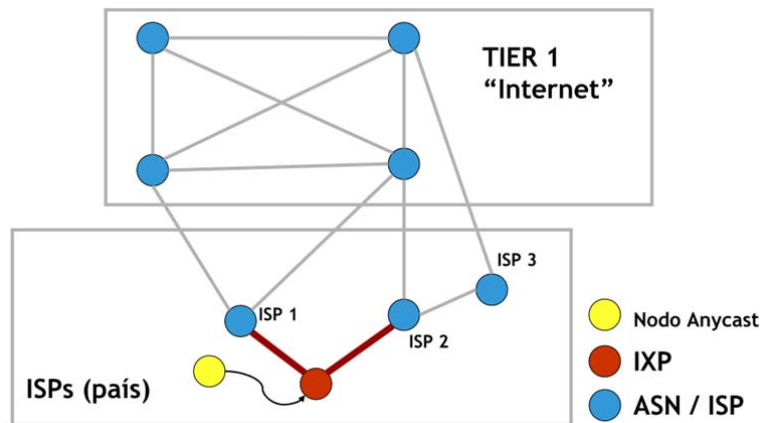 TIER 1
“Internet”
ISP 3
ISP 1
ISP 2
ISPs (país)
Nodo Anycast
IXP
ASN / ISP